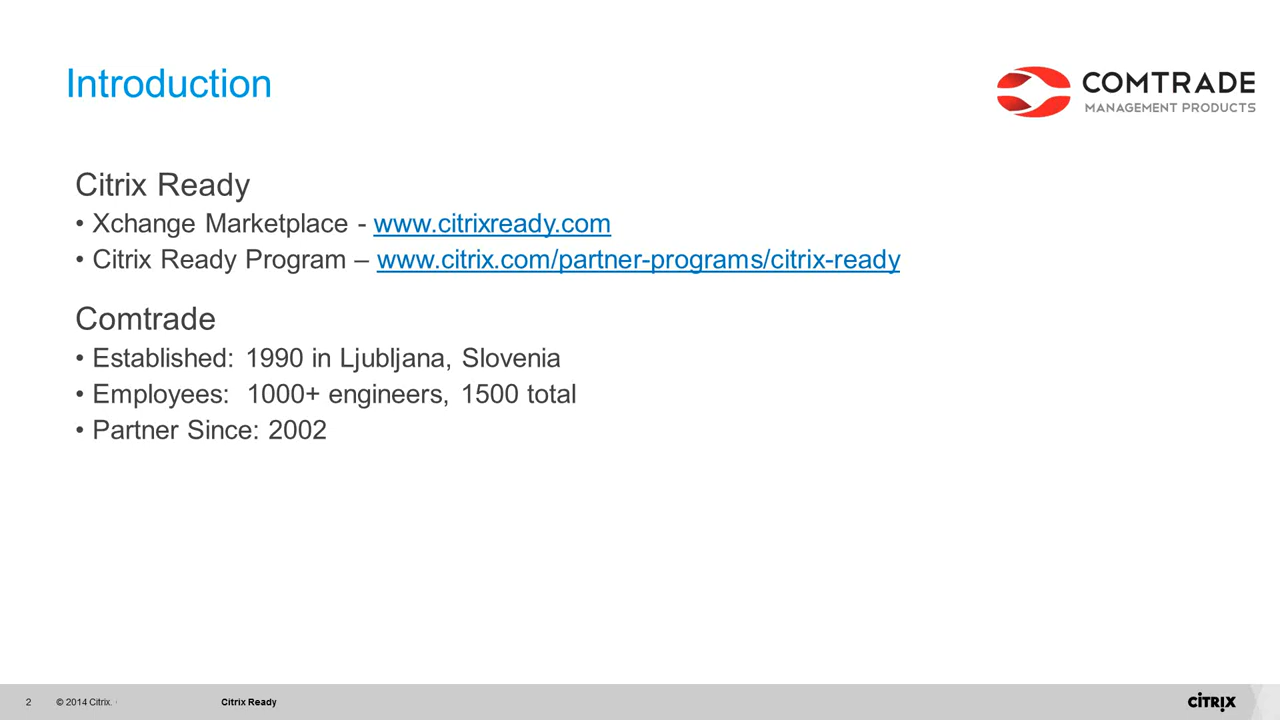 Introduction
COMTRADE
MANAGEMENT PRODUCTS
Citrix Ready
• Xchange Marketplace - www.citrixready.com
• Citrix Ready Program – www.citrix.com/partner-programs/citrix-ready
Comtrade
• Established: 1990 in Ljubljana, Slovenia
• Employees: 1000+ engineers, 1500 total
• Partner Since: 2002
2 © 2014 Citrix. Citrix Ready CITRIX